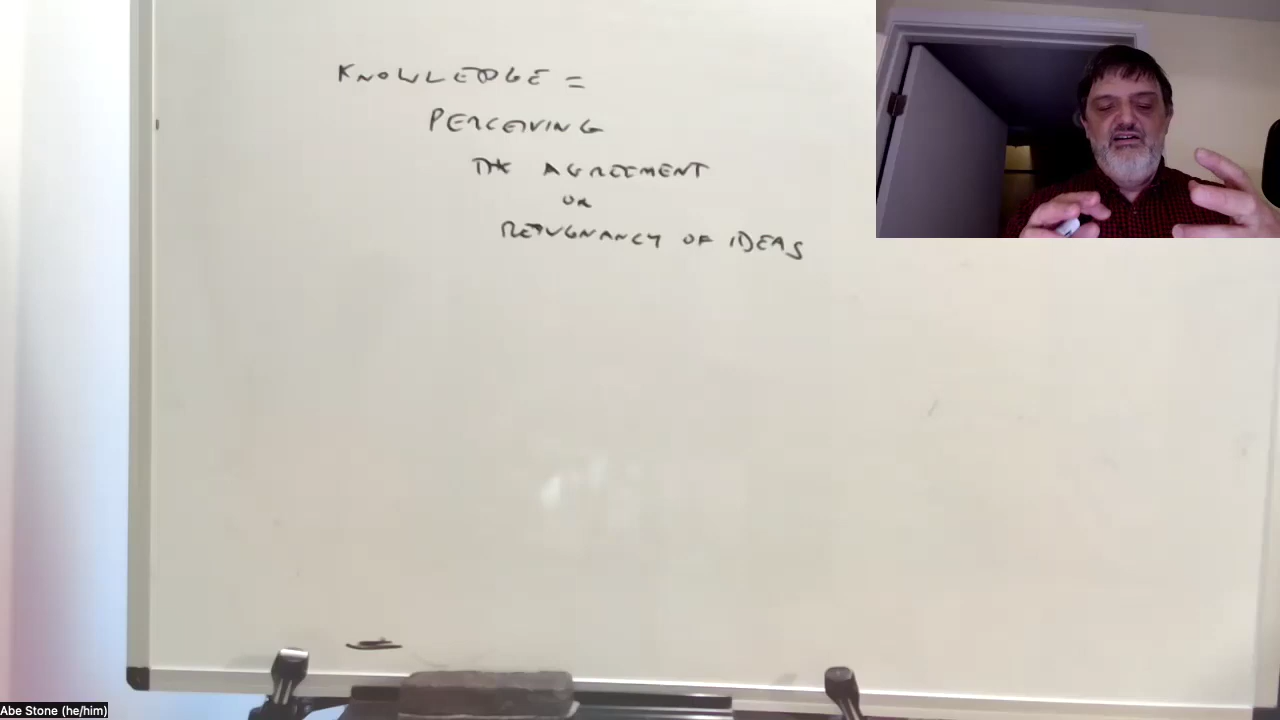 KNOWLEDGE =
PERCEIVING
THE AGREEMENT
OR
REPUGNANCY OF IDEAS
Abe Stone (he/him)